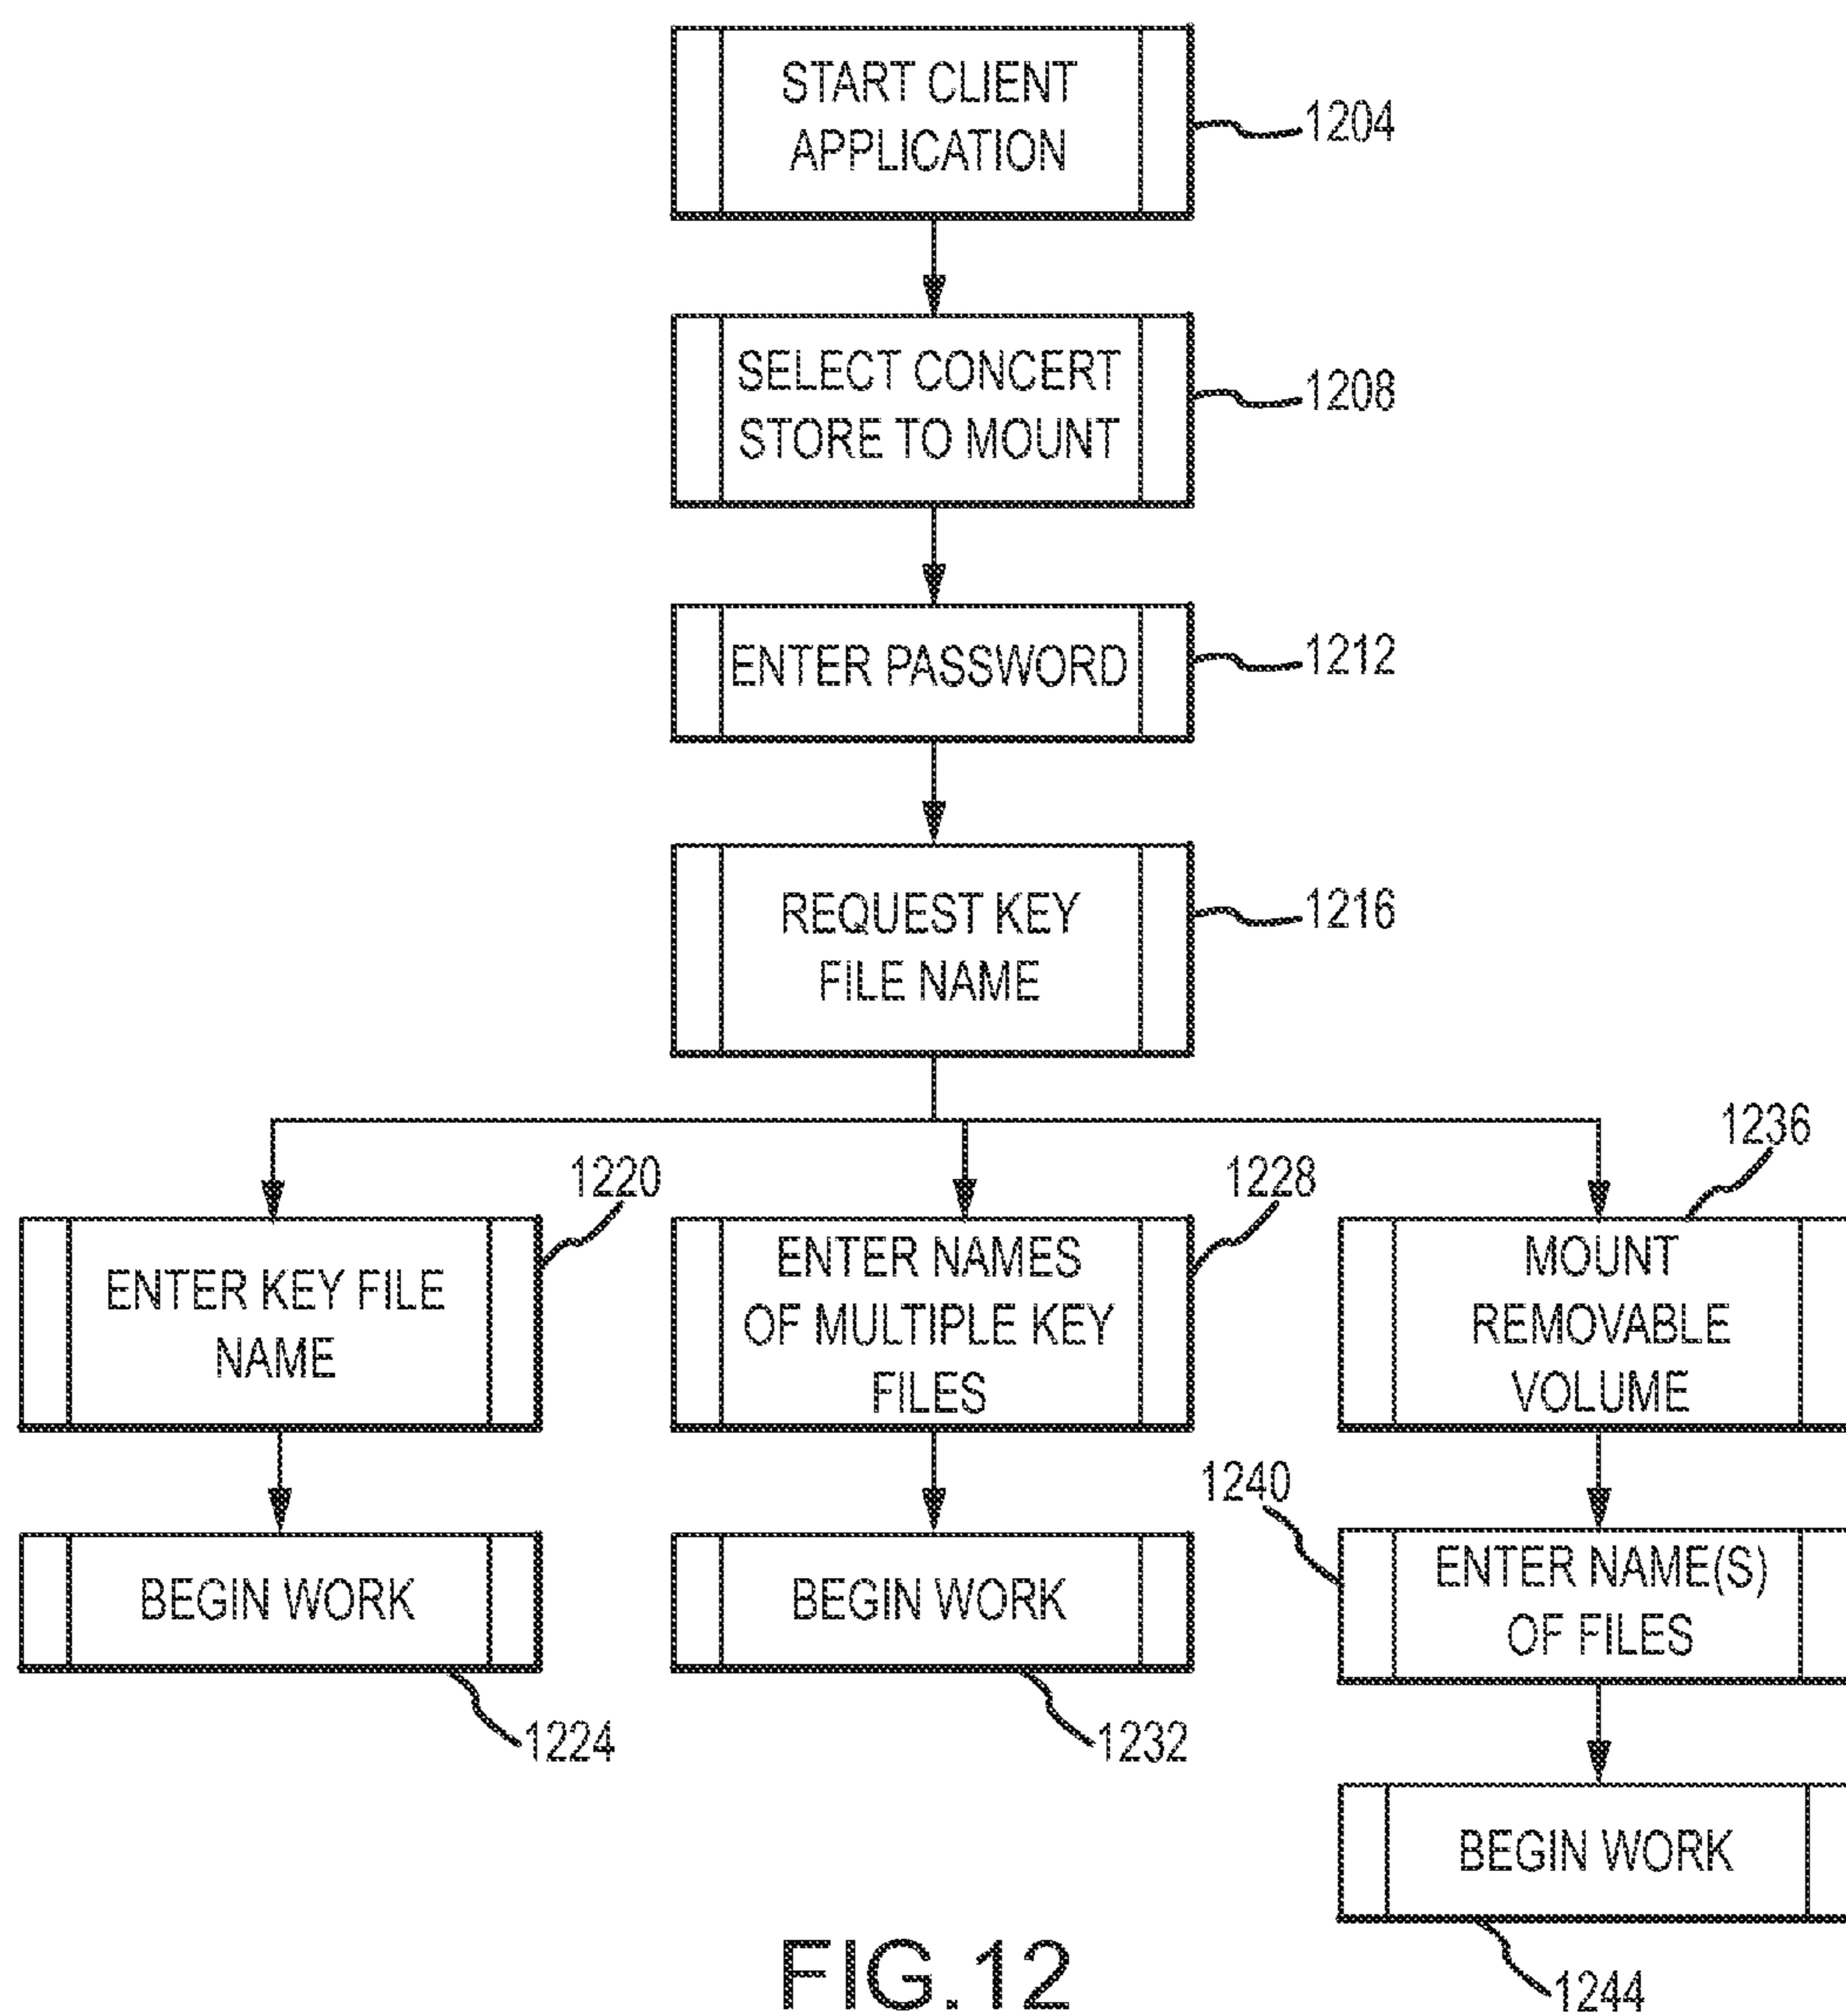 START CLIENT
APPLICATION
1204
SELECT CONCERT
STORE TO MOUNT
1208
ENTER PASSWORD
1212
REQUEST KEY
FILE NAME
1216
1220
ENTER KEY FILE
NAME
1228
ENTER NAMES
OF MULTIPLE KEY
FILES
1236
MOUNT
REMOVABLE
VOLUME
BEGIN WORK
1224
BEGIN WORK
1232
1240
ENTER NAME(S)
OF FILES
BEGIN WORK
1244
FIG.12